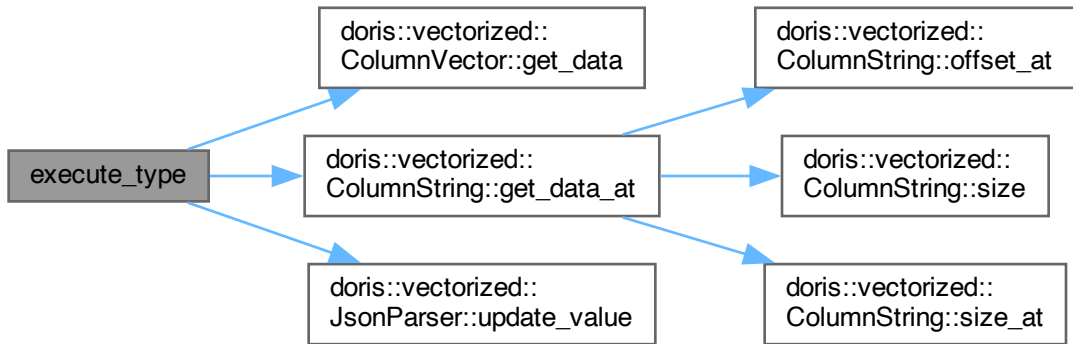 execute_type
doris::vectorized::
ColumnVector::get_data
doris::vectorized::
ColumnString::get_data_at
doris::vectorized::
JsonParser::update_value
doris::vectorized::
ColumnString::offset_at
doris::vectorized::
ColumnString::size
doris::vectorized::
ColumnString::size_at